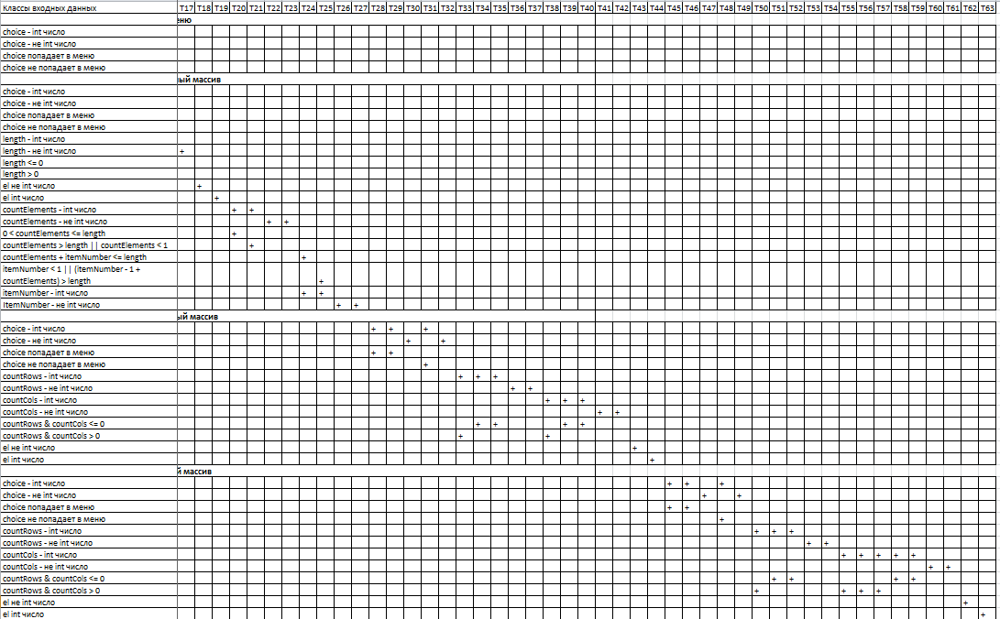 Классы входных данных T17 T18 T19 T20 T21 T22 T23 T24 T25 T26 T27 T28 T29 T30 T31 T32 T33 T34 T35 T36 T37 T38 T39 T40 T41 T42 T43 T44 T45 T46 T47 T48 T49 T50 T51 T52 T53 T54 T55 T56 T57 T58 T59 T60 T61 T62 T63
еню
choice - int число
choice - не int число
choice попадает в меню
choice не попадает в меню
ый массив
choice - int число
choice - не int число
choice попадает в меню
choice не попадает в меню
length - int число
length - не int число +
length <= 0
length > 0
el не int число +
el int число +
countElements - int число + +
countElements - не int число + +
0 < countElements <= length +
countElements > length || countElements < 1 +
countElements + itemNumber <= length +
itemNumber < 1 || (itemNumber - 1 +
countElements) > length +
itemNumber - int число + +
ItemNumber - не int число + +
ый массив
choice - int число + + +
choice - не int число + +
choice попадает в меню + +
choice не попадает в меню +
countRows - int число + + +
countRows - не int число + +
countCols - int число + + +
countCols - не int число + +
countRows & countCols <= 0 + + + +
countRows & countCols > 0 + +
el не int число +
el int число +
й массив
choice - int число + + +
choice - не int число + +
choice попадает в меню + +
choice не попадает в меню +
countRows - int число + + +
countRows - не int число + +
countCols - int число + + + + +
countCols - не int число + +
countRows & countCols <= 0 + + + +
countRows & countCols > 0 + + + +
el не int число +
el int число +